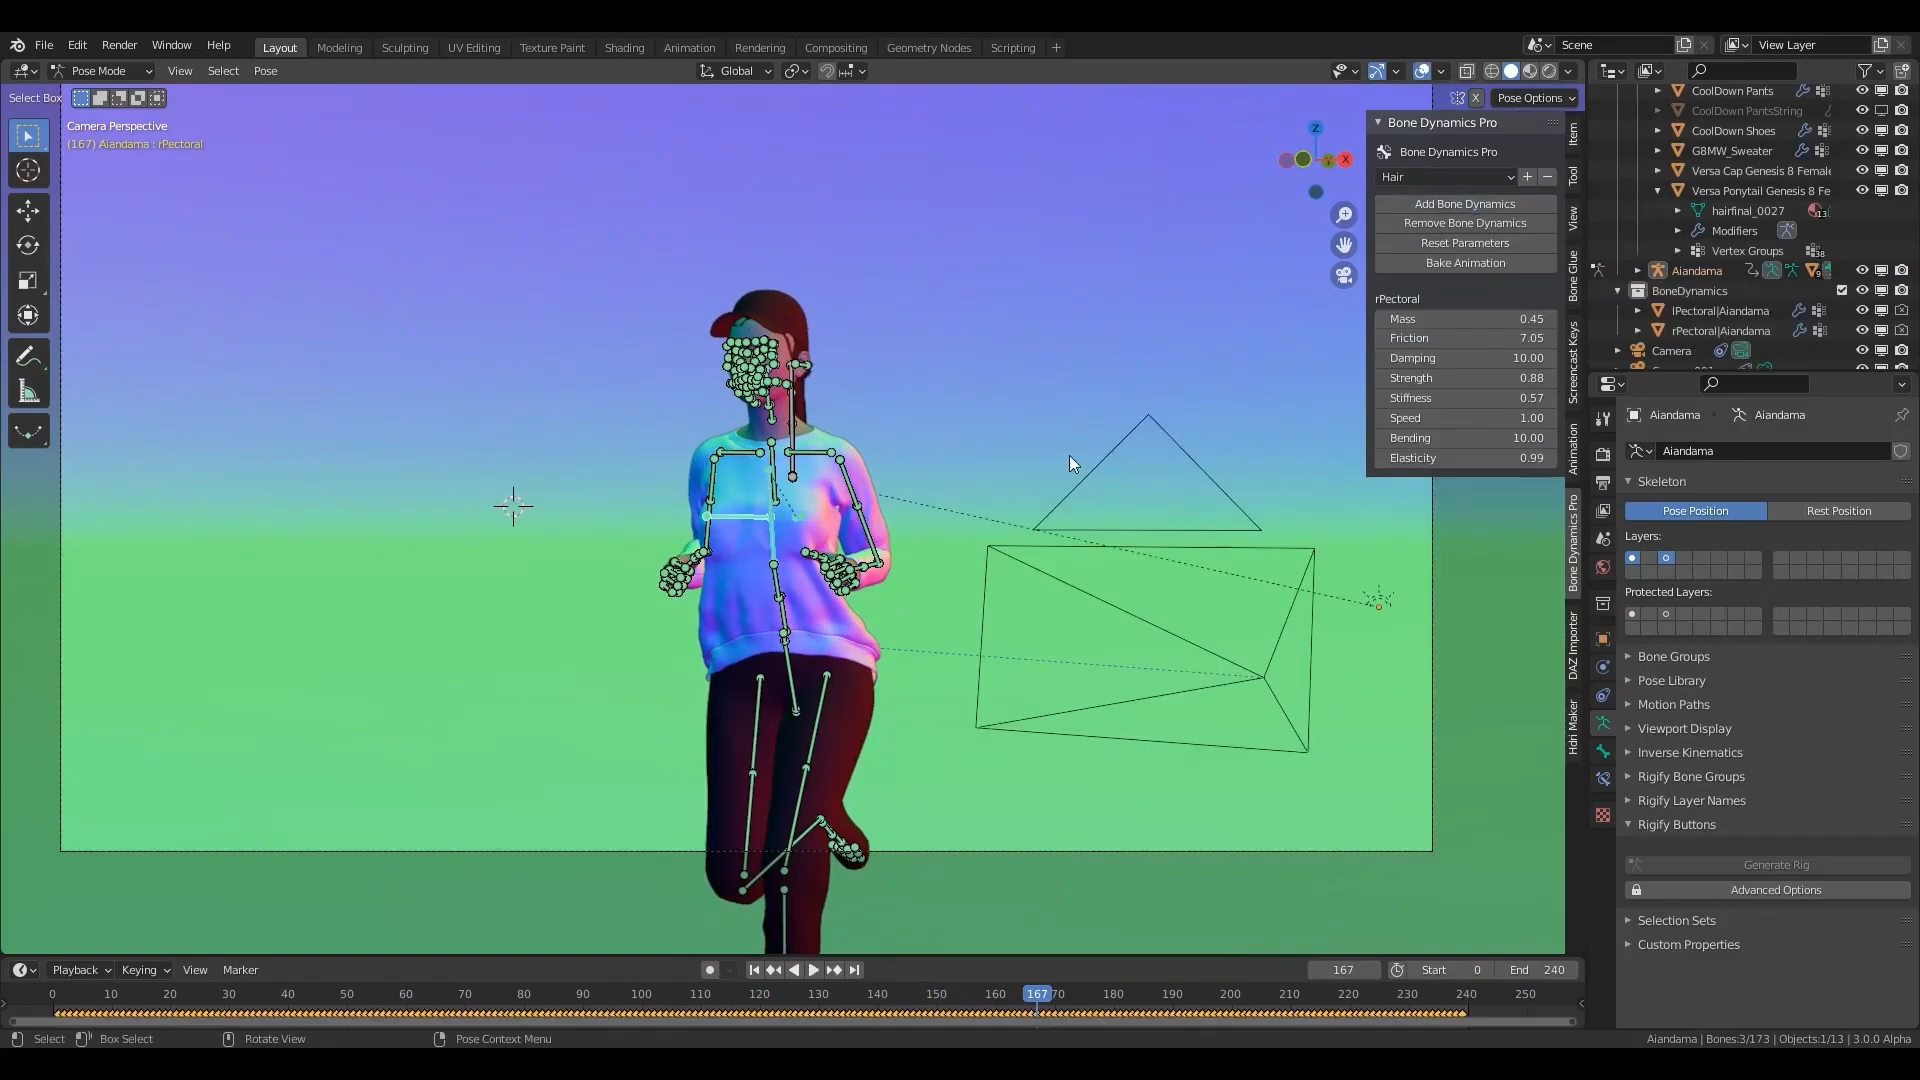 File Edit Render Window Help Layout Modeling Sculpting UV Editing Texture Paint Shading Animation Rendering Compositing Geometry Nodes Scripting + Scene View Layer
Pose Mode View Select Pose Global
Select Box X Pose Options
Camera Perspective
(167) Aiandama : rPectoral
Z
X
Bone Dynamics Pro
Bone Dynamics Pro
Hair
Add Bone Dynamics
Remove Bone Dynamics
Reset Parameters
Bake Animation
rPectoral
Mass 0.45
Friction 7.05
Damping 10.00
Strength 0.88
Stiffness 0.57
Speed 1.00
Bending 10.00
Elasticity 0.99
Item
Tool
View
Bone Glue
Screencast Keys
Animation
Bone Dynamics Pro
DAZ Importer
Hdri Maker
CoolDown Pants
CoolDown PantsString
CoolDown Shoes
G8MW_Sweater
Versa Cap Genesis 8 Female
Versa Ponytail Genesis 8 Fe
hairfinal_0027 13
Modifiers
Vertex Groups 38
Aiandama 9
BoneDynamics
lPectoral|Aiandama
rPectoral|Aiandama
Camera
Aiandama Aiandama
Aiandama
Skeleton
Pose Position Rest Position
Layers:
Protected Layers:
Bone Groups
Pose Library
Motion Paths
Viewport Display
Inverse Kinematics
Rigify Bone Groups
Rigify Layer Names
Rigify Buttons
Generate Rig
Advanced Options
Selection Sets
Custom Properties
Playback Keying View Marker 167 Start 0 End 240
0 10 20 30 40 50 60 70 80 90 100 110 120 130 140 150 160 167 70 180 190 200 210 220 230 240 250
Select Box Select Rotate View Pose Context Menu Aiandama | Bones:3/173 | Objects:1/13 | 3.0.0 Alpha